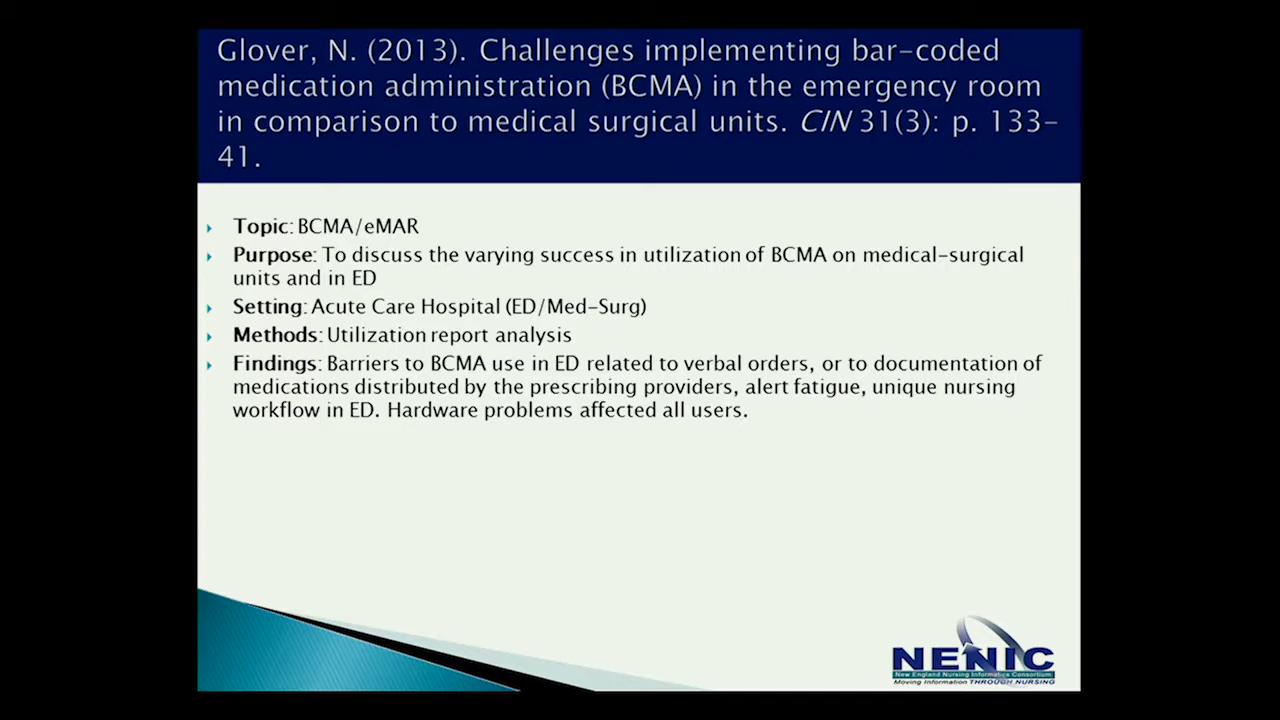 Glover, N. (2013). Challenges implementing bar-coded
medication administration (BCMA) in the emergency room
in comparison to medical surgical units. CIN 31(3): p. 133-
41.
Topic: BCMA/eMAR
Purpose: To discuss the varying success in utilization of BCMA on medical-surgical
units and in ED
Setting: Acute Care Hospital (ED/Med-Surg)
Methods: Utilization report analysis
Findings: Barriers to BCMA use in ED related to verbal orders, or to documentation of
medications distributed by the prescribing providers, alert fatigue, unique nursing
workflow in ED. Hardware problems affected all users.
NENIC
New England Nursing Informatics Consortium
Moving Information THROUGH NURSING